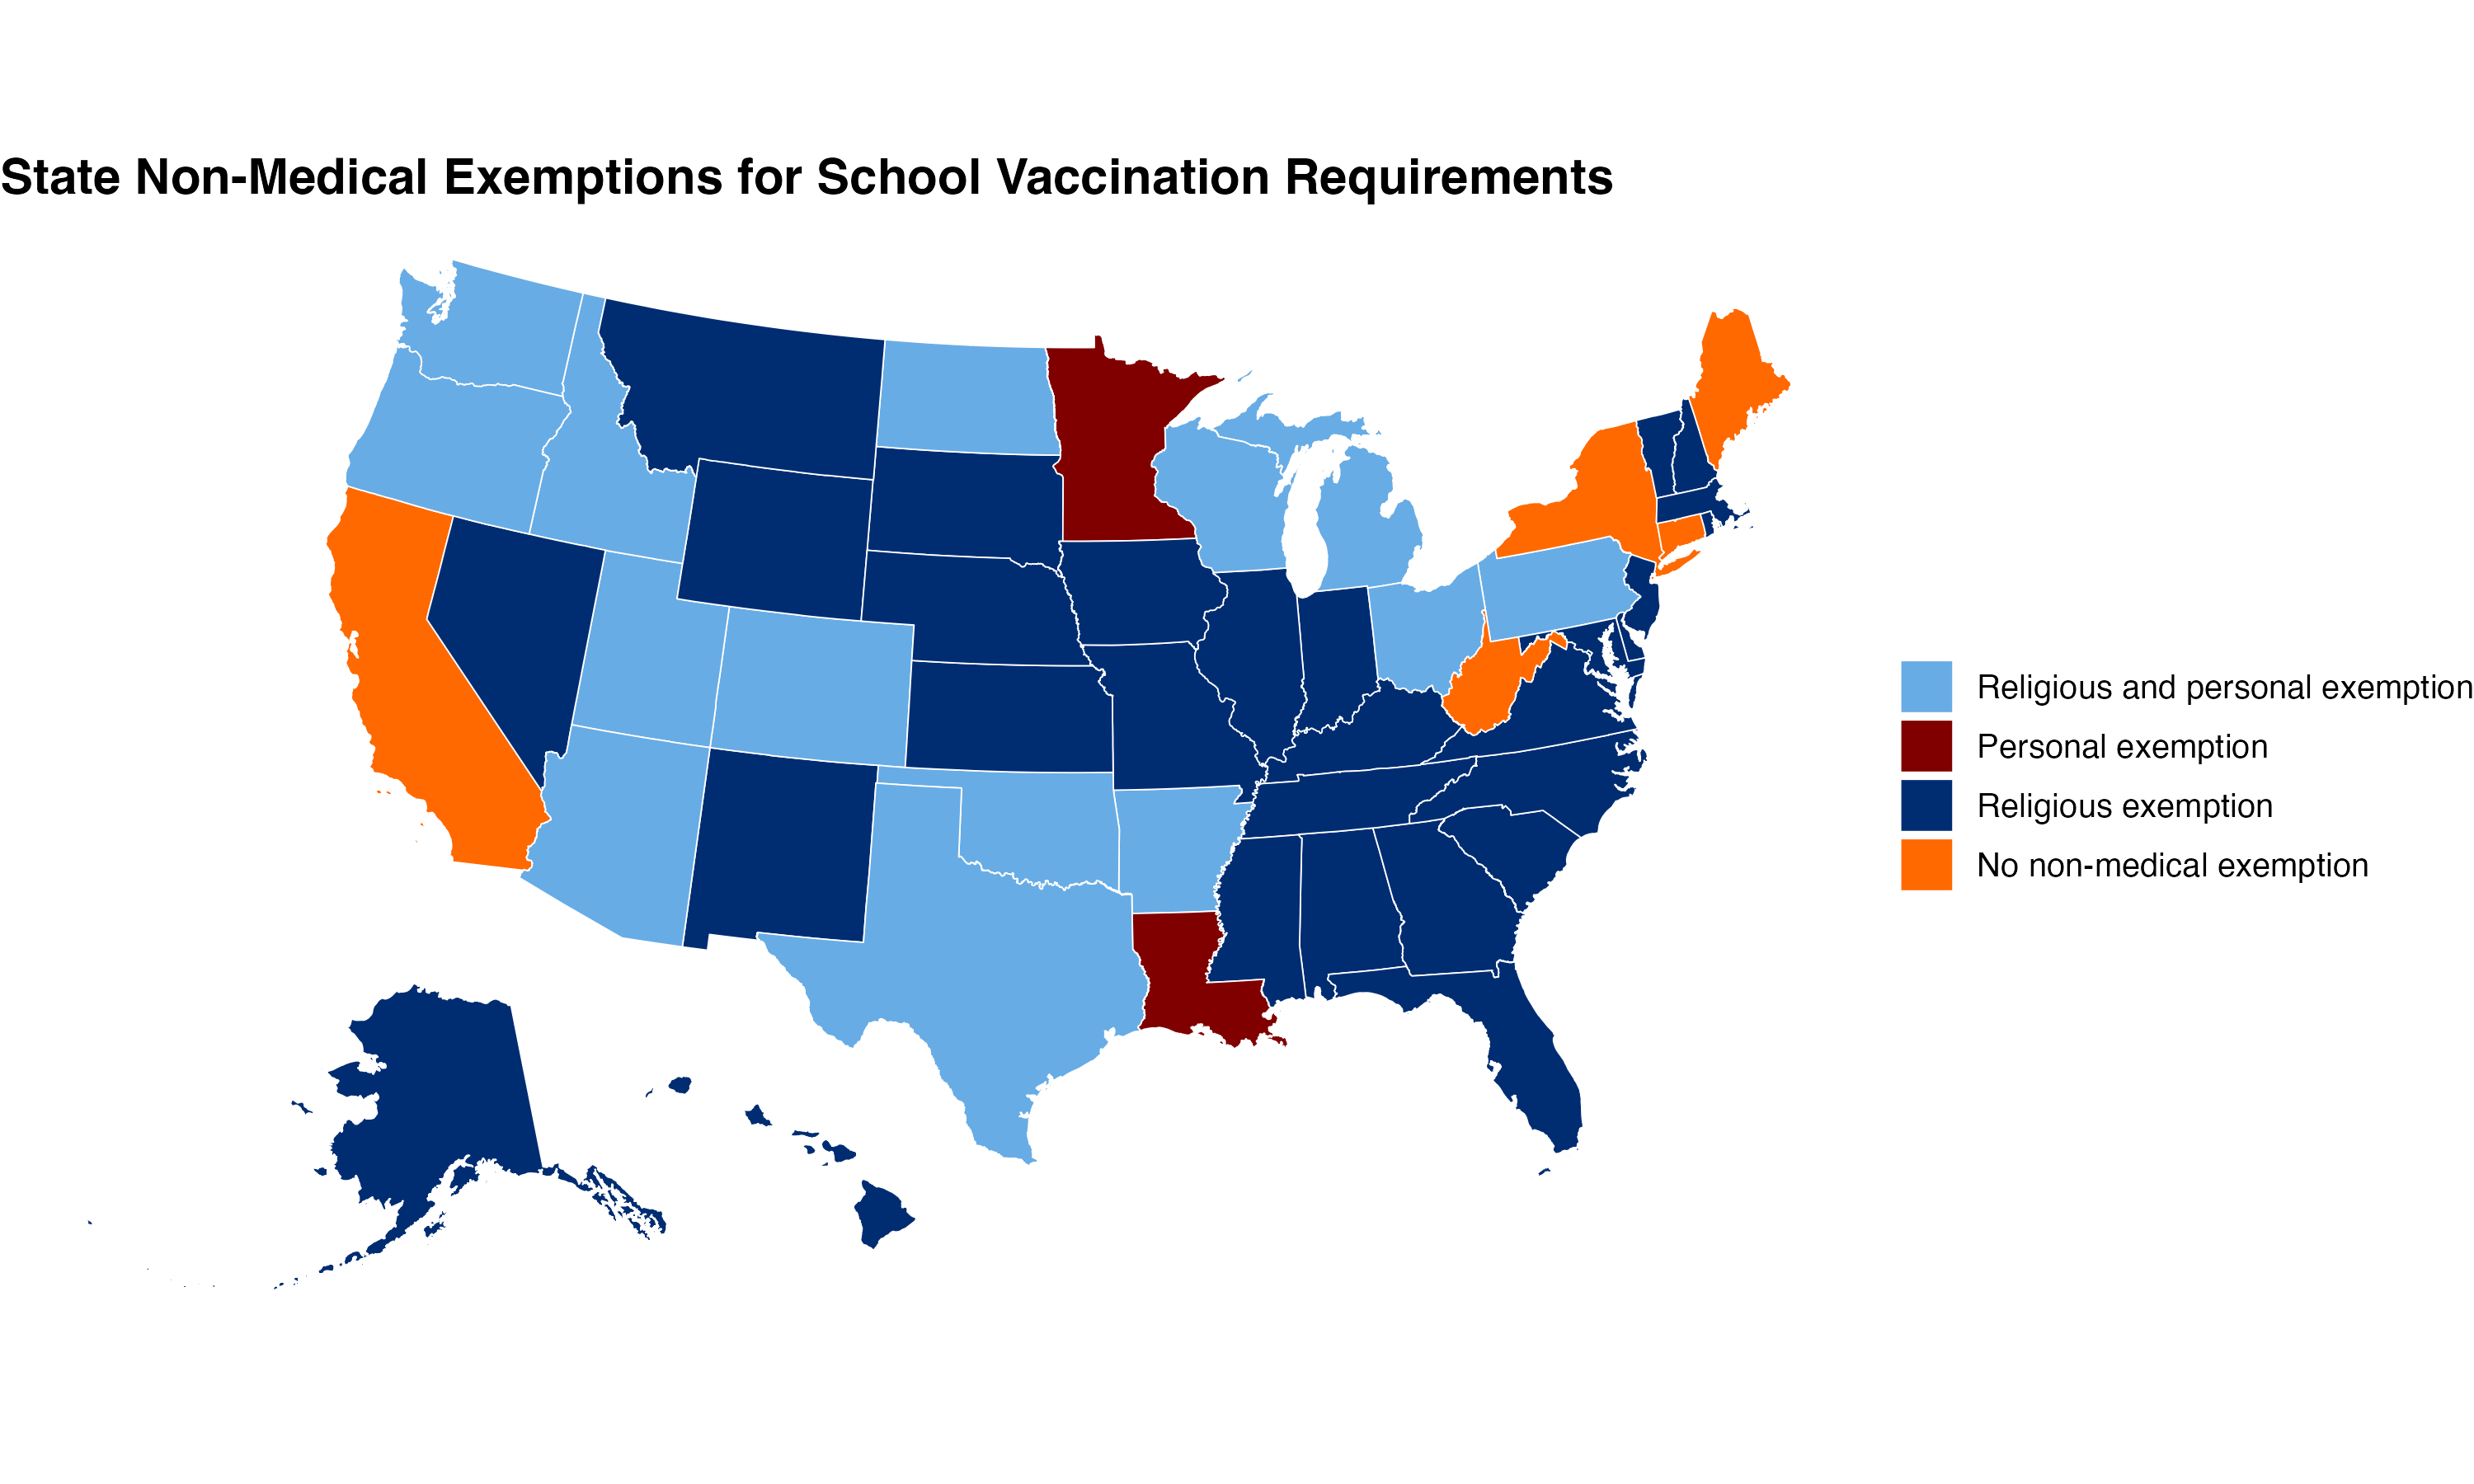 State Non-Medical Exemptions for School Vaccination Requirements
Religious and personal exemption
Personal exemption
Religious exemption
No non-medical exemption